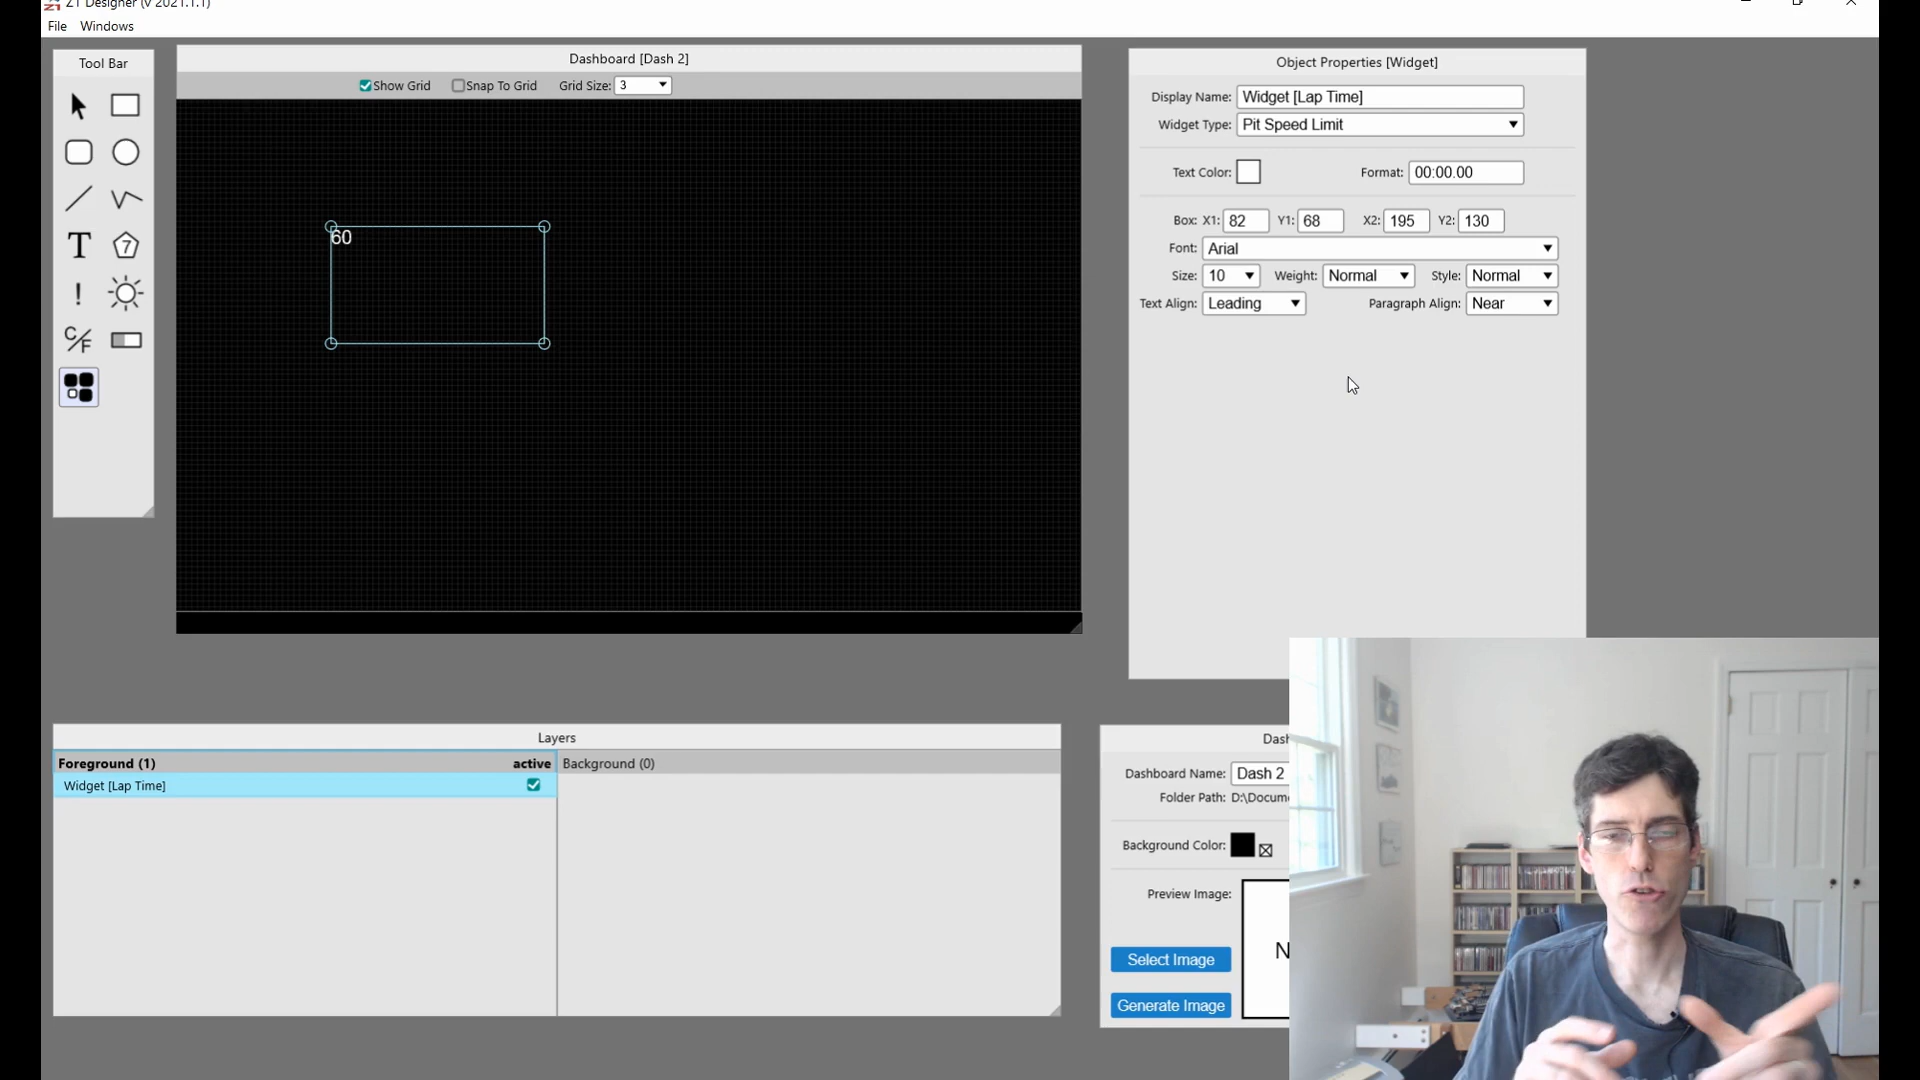 Z1 Designer (v 2021.1.1)
File Windows
Tool Bar
Dashboard [Dash 2]
Show Grid Snap To Grid Grid Size: 3
60
T 7
!
C/F
Object Properties [Widget]
Display Name: Widget [Lap Time]
Widget Type: Pit Speed Limit
Text Color: Format: 00:00.00
Box: X1: 82 Y1: 68 X2: 195 Y2: 130
Font: Arial
Size: 10 Weight: Normal Style: Normal
Text Align: Leading Paragraph Align: Near
Layers
Foreground (1) active Background (0)
Widget [Lap Time]
Das
Dashboard Name: Dash 2
Folder Path: D:\Docume
Background Color:
Preview Image:
N
Select Image
Generate Image